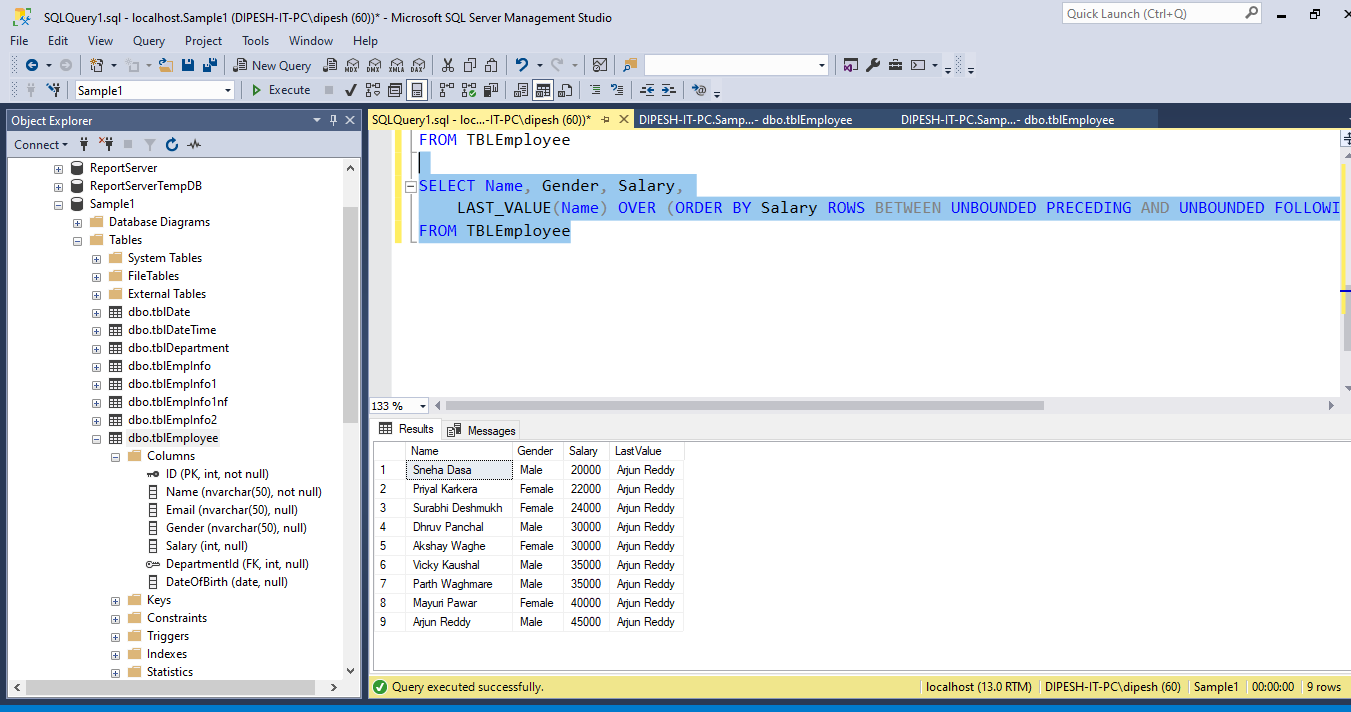 SQLQuery1.sql - localhost.Sample1 (DIPESH-IT-PC\dipesh (60))* - Microsoft SQL Server Management Studio
Quick Launch (Ctrl+Q)
File Edit View Query Project Tools Window Help
New Query MDX DMX XMLA DAX
Sample1 Execute
Object Explorer
SQLQuery1.sql - loc...-IT-PC\dipesh (60))* DIPESH-IT-PC.Samp...- dbo.tblEmployee DIPESH-IT-PC.Samp...- dbo.tblEmployee
Connect
ReportServer
ReportServerTempDB
Sample1
Database Diagrams
Tables
System Tables
FileTables
External Tables
dbo.tblDate
dbo.tblDateTime
dbo.tblDepartment
dbo.tblEmpInfo
dbo.tblEmpInfo1
dbo.tblEmpInfo1nf
dbo.tblEmpInfo2
dbo.tblEmployee
Columns
ID (PK, int, not null)
Name (nvarchar(50), not null)
Email (nvarchar(50), null)
Gender (nvarchar(50), null)
Salary (int, null)
DepartmentId (FK, int, null)
DateOfBirth (date, null)
Keys
Constraints
Triggers
Indexes
Statistics
FROM TBLEmployee
SELECT Name, Gender, Salary,
LAST_VALUE(Name) OVER (ORDER BY Salary ROWS BETWEEN UNBOUNDED PRECEDING AND UNBOUNDED FOLLOWI
FROM TBLEmployee
133 %
Results Messages
Name Gender Salary LastValue
1 Sneha Dasa Male 20000 Arjun Reddy
2 Priyal Karkera Female 22000 Arjun Reddy
3 Surabhi Deshmukh Female 24000 Arjun Reddy
4 Dhruv Panchal Male 30000 Arjun Reddy
5 Akshay Waghe Female 30000 Arjun Reddy
6 Vicky Kaushal Male 35000 Arjun Reddy
7 Parth Waghmare Male 35000 Arjun Reddy
8 Mayuri Pawar Female 40000 Arjun Reddy
9 Arjun Reddy Male 45000 Arjun Reddy
Query executed successfully. localhost (13.0 RTM) DIPESH-IT-PC\dipesh (60) Sample1 00:00:00 9 rows